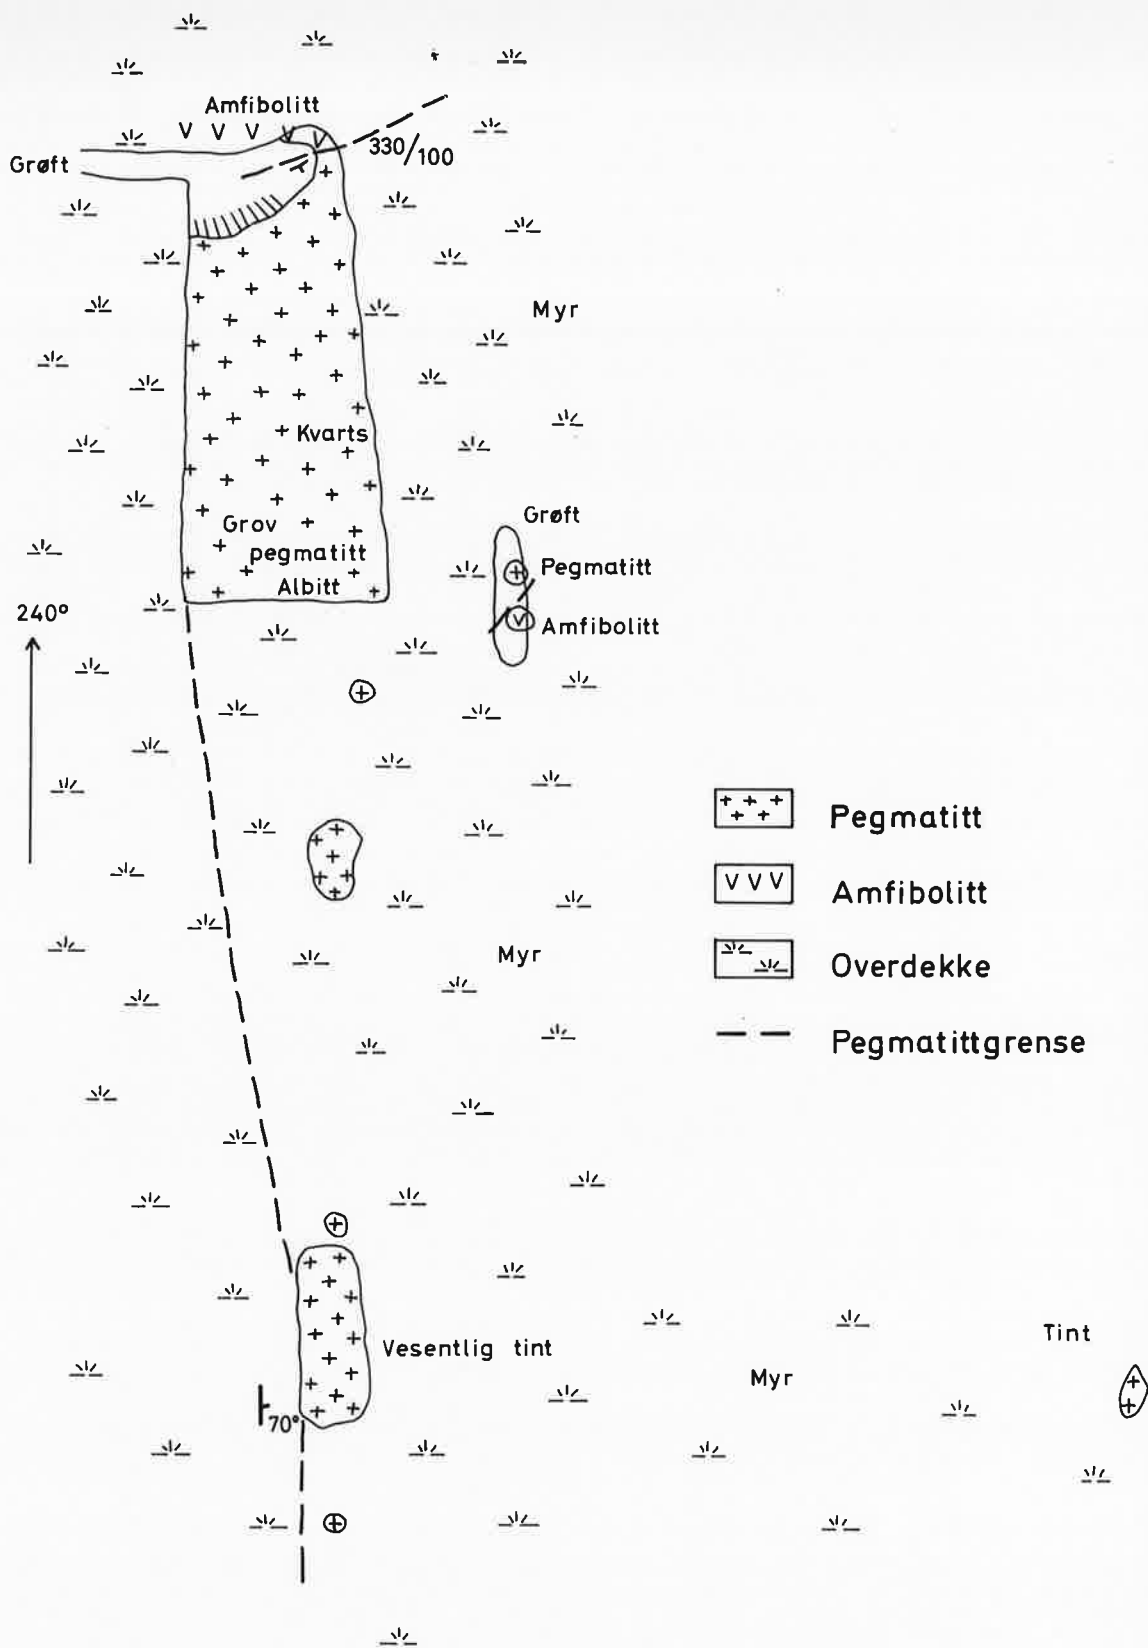 Amfibolitt
Grøft
330/100
Myr
Kvarts
Grov
pegmatitt
Albitt
Grøft
Pegmatitt
Amfibolitt
240°
Pegmatitt
Amfibolitt
Overdekke
Pegmatittgrense
Myr
Vesentlig tint
70°
Myr
Tint